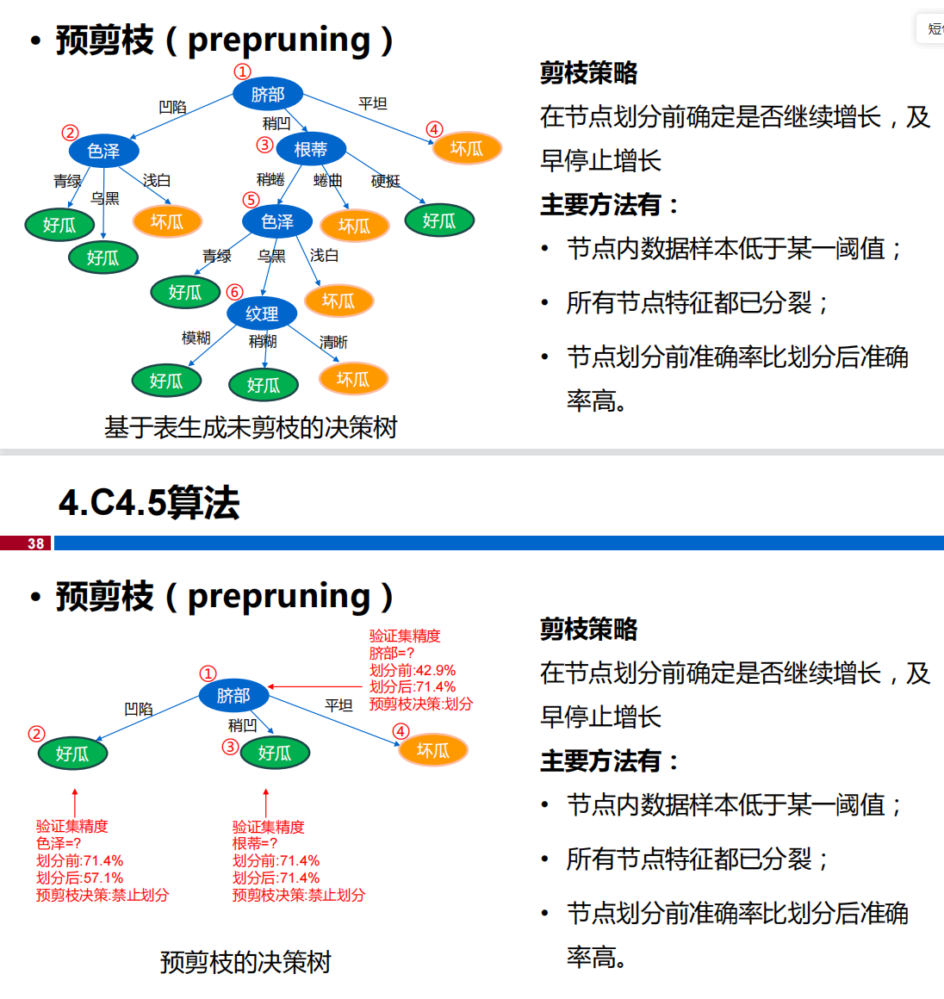 • 预剪枝（prepruning）
短
剪枝策略
在节点划分前确定是否继续增长，及
早停止增长
主要方法有：
• 节点内数据样本低于某一阈值；
• 所有节点特征都已分裂；
• 节点划分前准确率比划分后准确
率高。
①
脐部
凹陷
稍凹
平坦
②
色泽
③
根蒂
④
坏瓜
青绿
乌黑
浅白
稍蜷
蜷曲
硬挺
好瓜
好瓜
坏瓜
⑤
色泽
坏瓜
好瓜
青绿
乌黑
浅白
好瓜
⑥
纹理
坏瓜
模糊
稍糊
清晰
好瓜
好瓜
坏瓜
基于表生成未剪枝的决策树
4.C4.5算法
38
• 预剪枝（prepruning）
验证集精度
脐部=?
划分前:42.9%
划分后:71.4%
预剪枝决策:划分
①
脐部
凹陷
稍凹
平坦
②
好瓜
③
好瓜
④
坏瓜
验证集精度
色泽=?
划分前:71.4%
划分后:57.1%
预剪枝决策:禁止划分
验证集精度
根蒂=?
划分前:71.4%
划分后:71.4%
预剪枝决策:禁止划分
预剪枝的决策树
剪枝策略
在节点划分前确定是否继续增长，及
早停止增长
主要方法有：
• 节点内数据样本低于某一阈值；
• 所有节点特征都已分裂；
• 节点划分前准确率比划分后准确
率高。